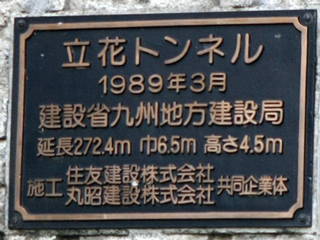 立花トンネル
1989年3月
建設省九州地方建設局
延長272.4m 巾6.5m 高さ4.5m
施工 住友建設株式会社 共同企業体
丸昭建設株式会社